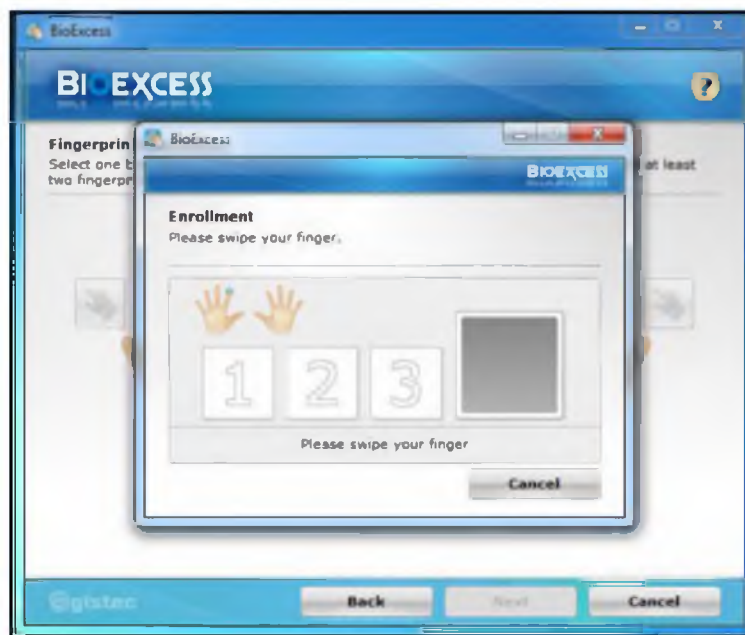 BioExcess
BIOEXCESS
?
Fingerprin
Select one b
at least
two fingerpr
BioExcess
BIOEXCESS
Enrollment
Please swipe your finger.
1 2 3
Please swipe your finger
Cancel
Egistec
Back Next Cancel